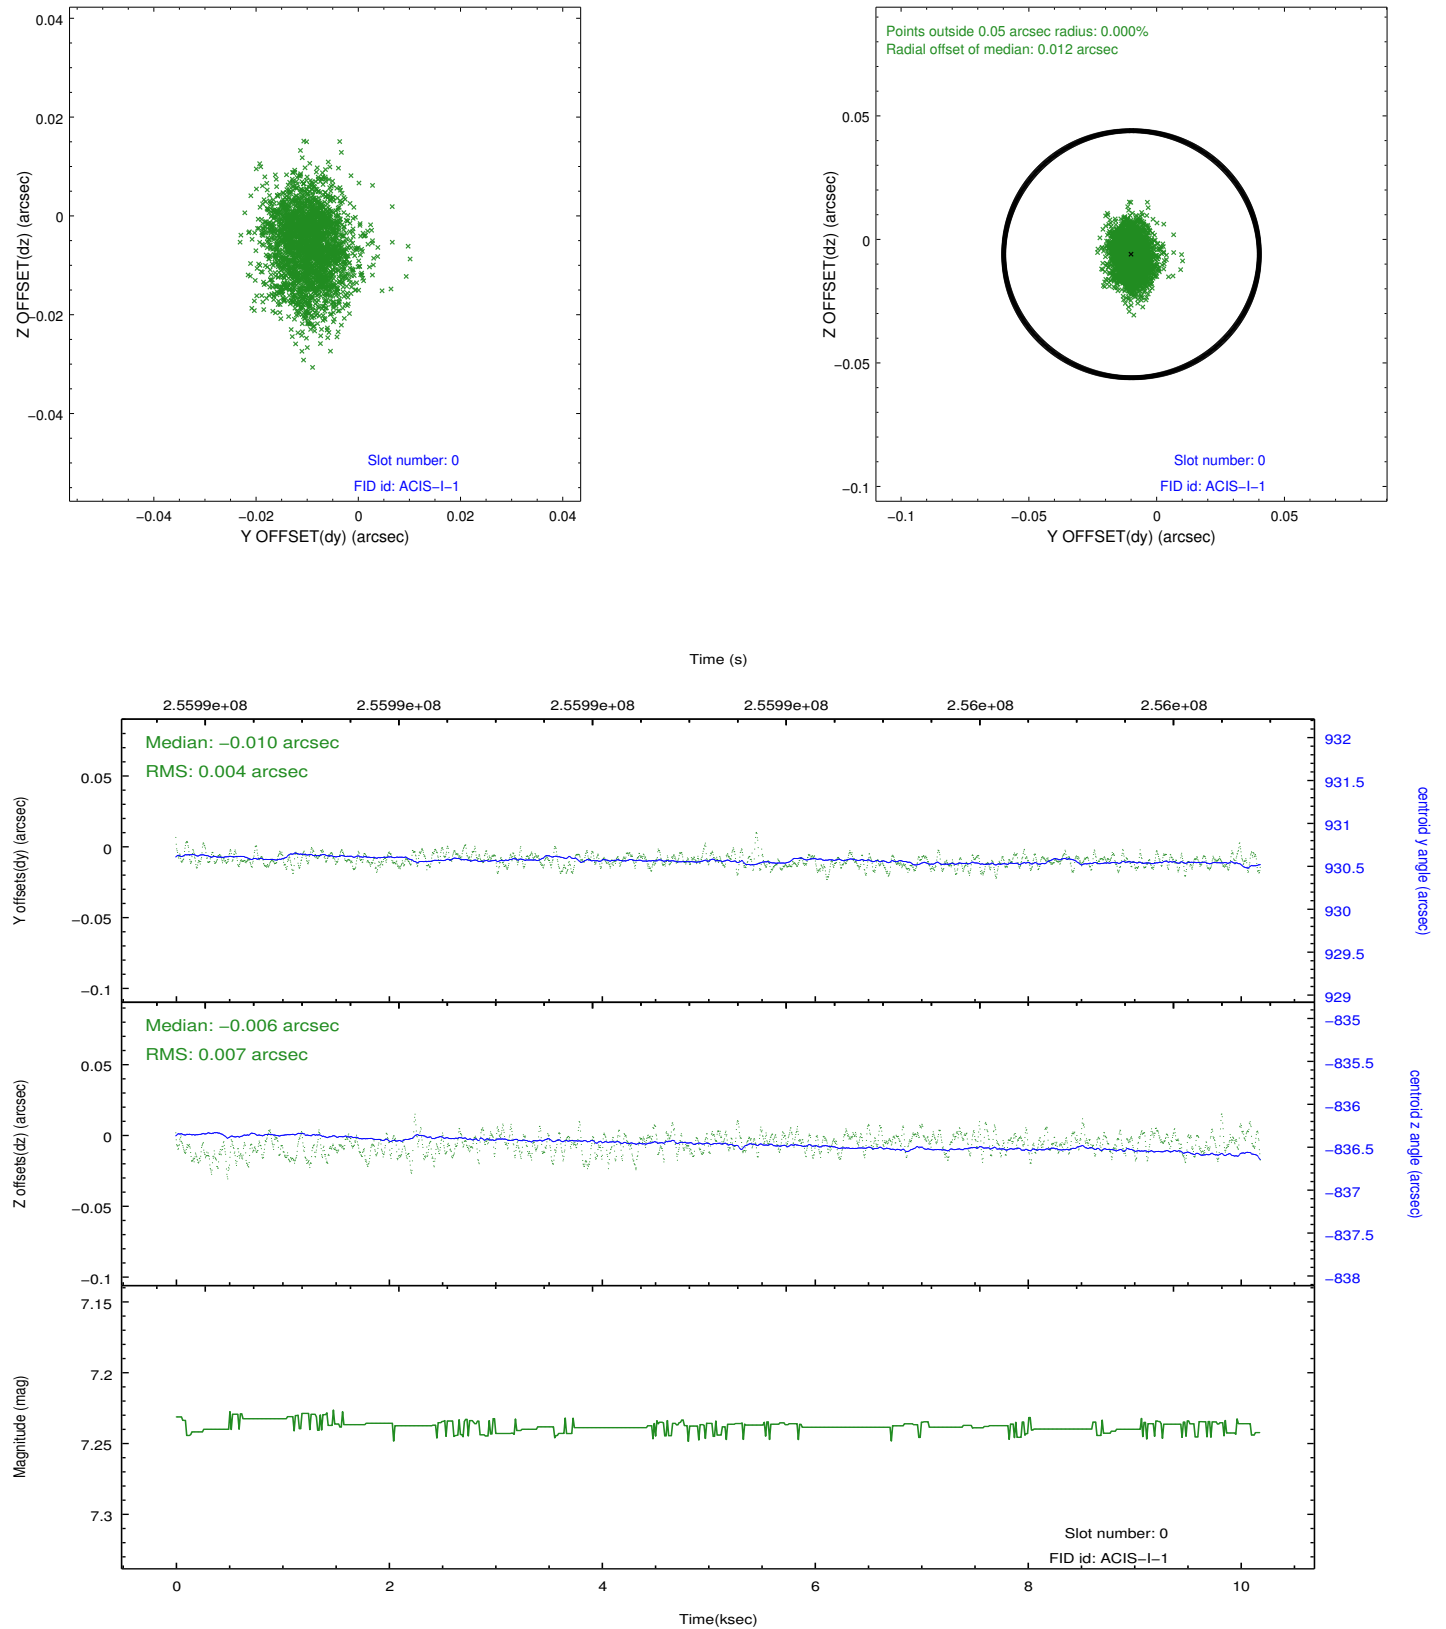 0.04
0.02
0
−0.02
−0.04
Z OFFSET(dz) (arcsec)
Slot number: 0
FID id: ACIS−I−1
−0.04
−0.02
0
0.02
0.04
Y OFFSET(dy) (arcsec)
Points outside 0.05 arcsec radius: 0.000%
Radial offset of median: 0.012 arcsec
0.05
0
−0.05
−0.1
Z OFFSET(dz) (arcsec)
Slot number: 0
FID id: ACIS−I−1
−0.1
−0.05
0
0.05
Y OFFSET(dy) (arcsec)
Time (s)
2.5599e+08
2.5599e+08
2.5599e+08
2.5599e+08
2.56e+08
2.56e+08
Median: −0.010 arcsec
RMS: 0.004 arcsec
0.05
0
−0.05
−0.1
Y offsets(dy) (arcsec)
932
931.5
931
930.5
930
929.5
929
centroid y angle (arcsec)
Median: −0.006 arcsec
RMS: 0.007 arcsec
0.05
0
−0.05
−0.1
Z offsets(dz) (arcsec)
−835
−835.5
−836
−836.5
−837
−837.5
−838
centroid z angle (arcsec)
7.15
7.2
7.25
7.3
Magnitude (mag)
Slot number: 0
FID id: ACIS−I−1
0
2
4
6
8
10
Time(ksec)